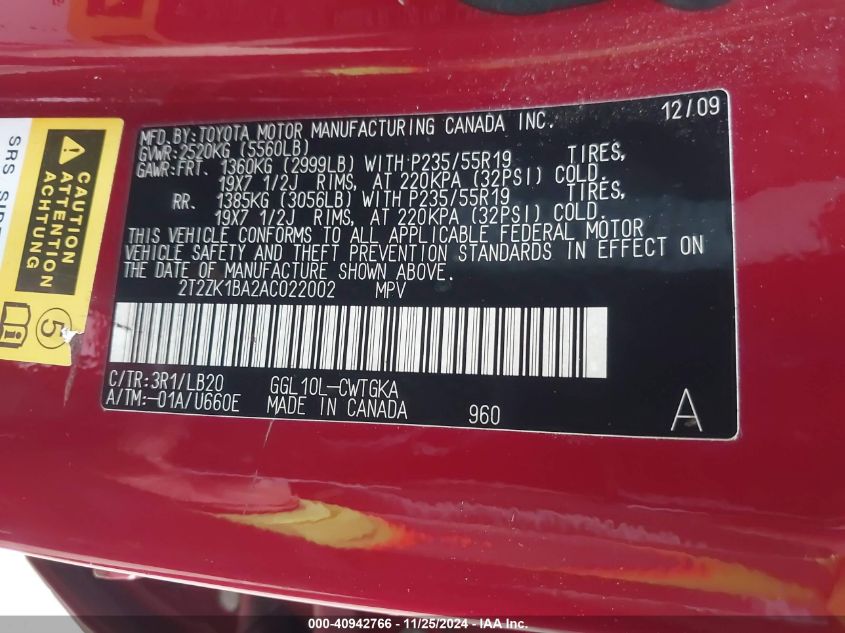 12/09
MFD. BY: TOYOTA MOTOR MANUFACTURING CANADA INC.
GVWR: 2520KG (5560LB)
GAWR: FRT. 1360KG (2999LB) WITH P235/55R19 TIRES,
19X7 1/2J RIMS, AT 220KPA (32PSI) COLD.
RR. 1385KG (3056LB) WITH P235/55R19 TIRES,
19X7 1/2J RIMS, AT 220KPA (32PSI) COLD.
THIS VEHICLE CONFORMS TO ALL APPLICABLE FEDERAL MOTOR
VEHICLE SAFETY AND THEFT PREVENTION STANDARDS IN EFFECT ON
THE DATE OF MANUFACTURE SHOWN ABOVE.
2T2ZK1BA2AC022002 MPV
C/TR: 3R1/LB20 GGL10L-CWTGKA
A/TM: -01A/U660E MADE IN CANADA 960 A
CAUTION
ATTENTION
ACHTUNG
5
SRS
000-40942766 - 11/25/2024 - IAA Inc.